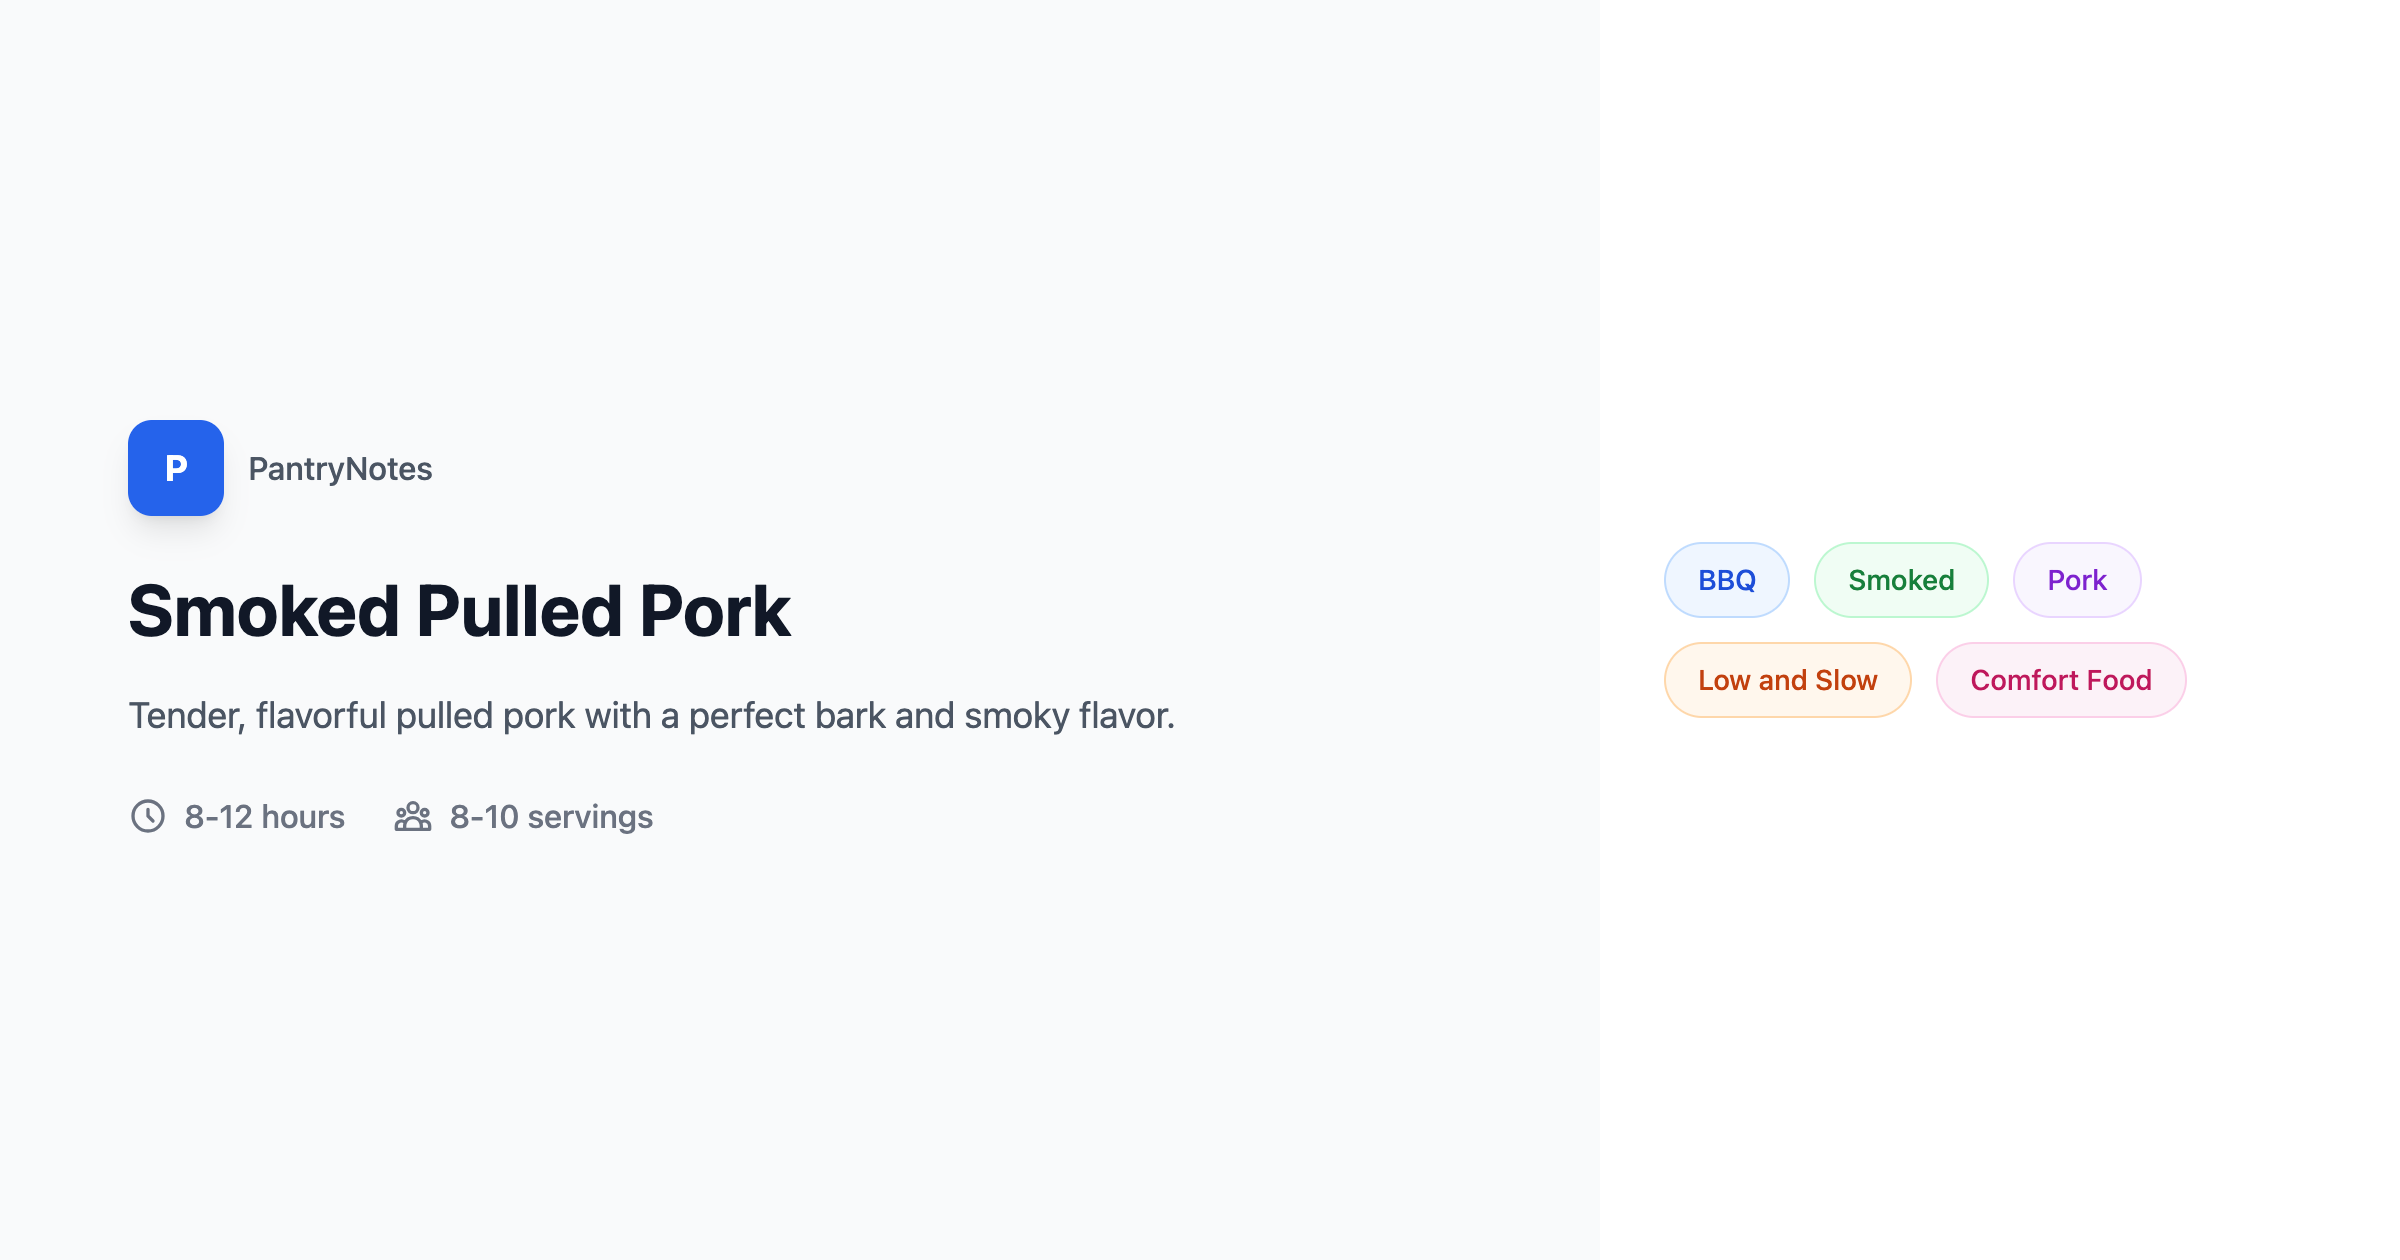 P
PantryNotes
Smoked Pulled Pork
Tender, flavorful pulled pork with a perfect bark and smoky flavor.
8-12 hours 8-10 servings
BBQ Smoked Pork
Low and Slow Comfort Food